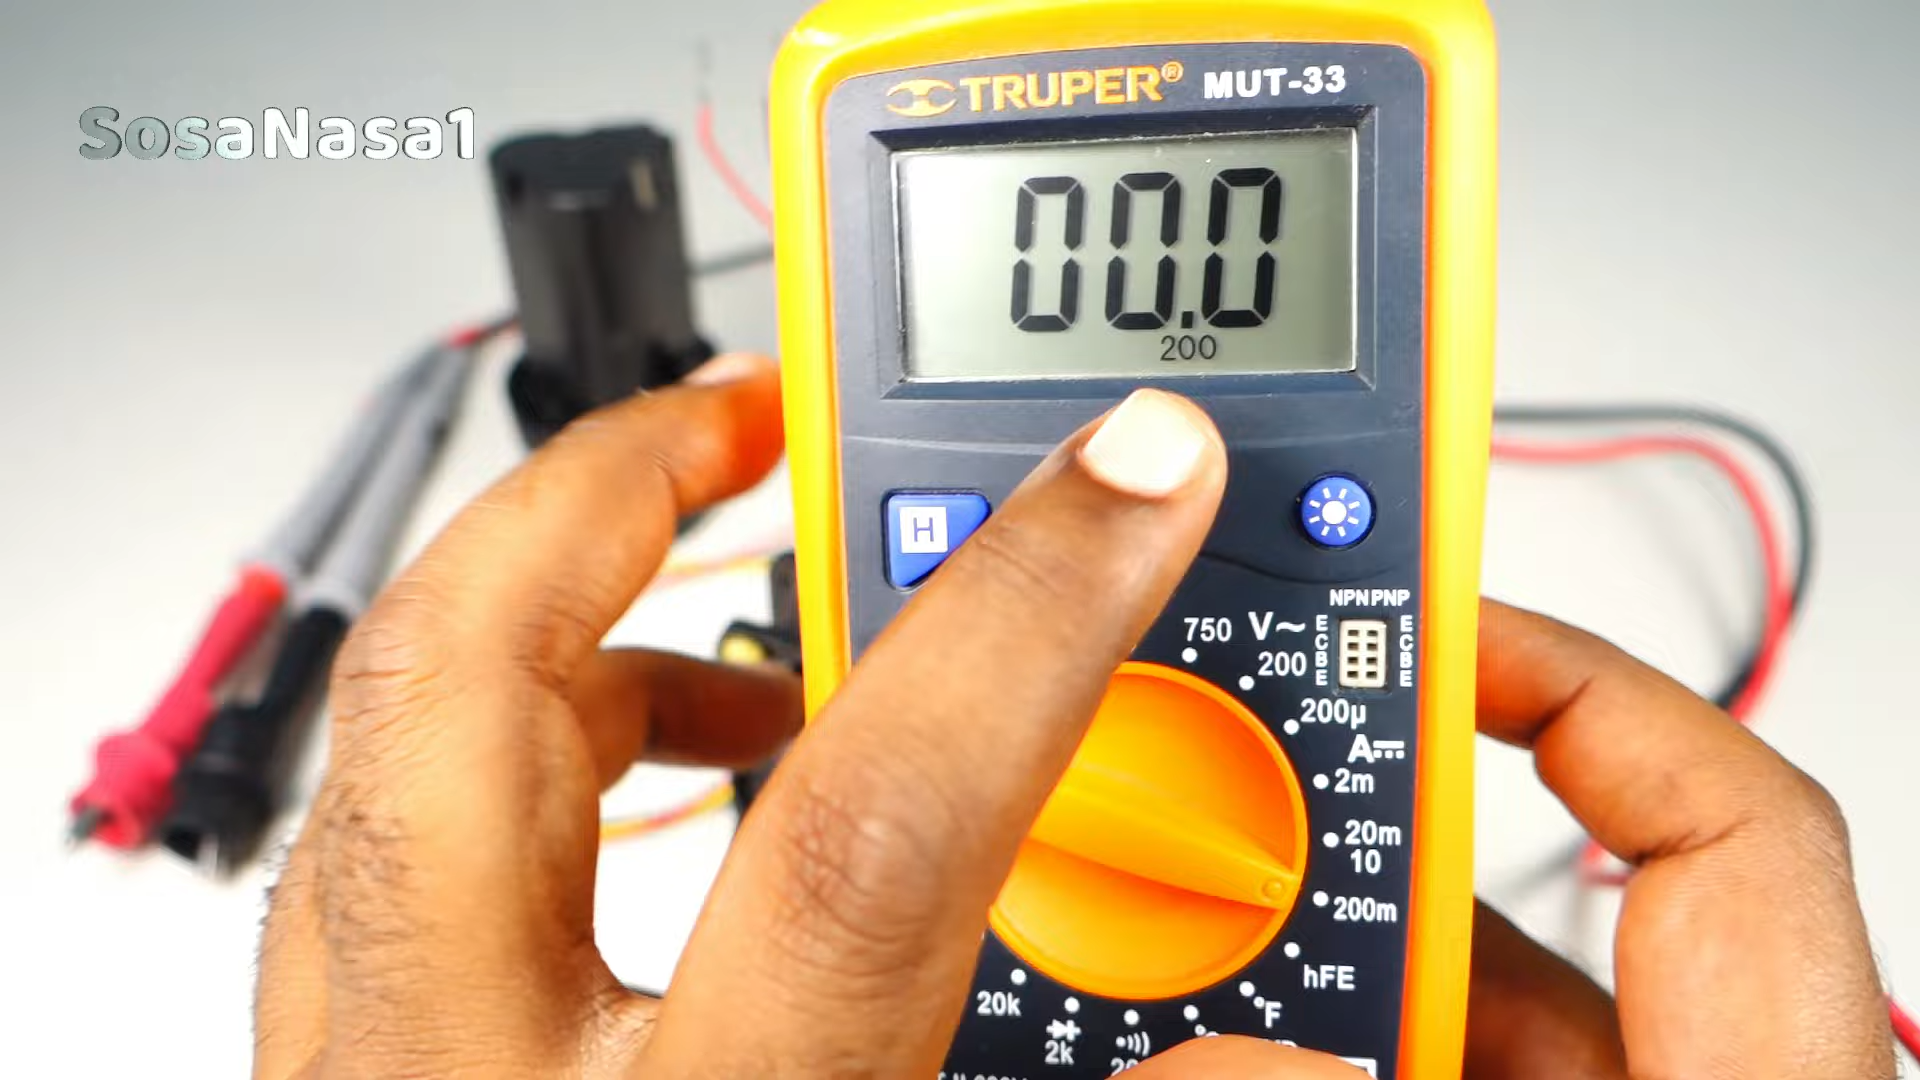 SosaNasa1
TRUPER® MUT-33
00.0
200
H
NPN PNP
E
C
B
E
E
C
B
E
750 V~
200
200µ
A
2m
20m
10
200m
hFE
°F
20k
2k